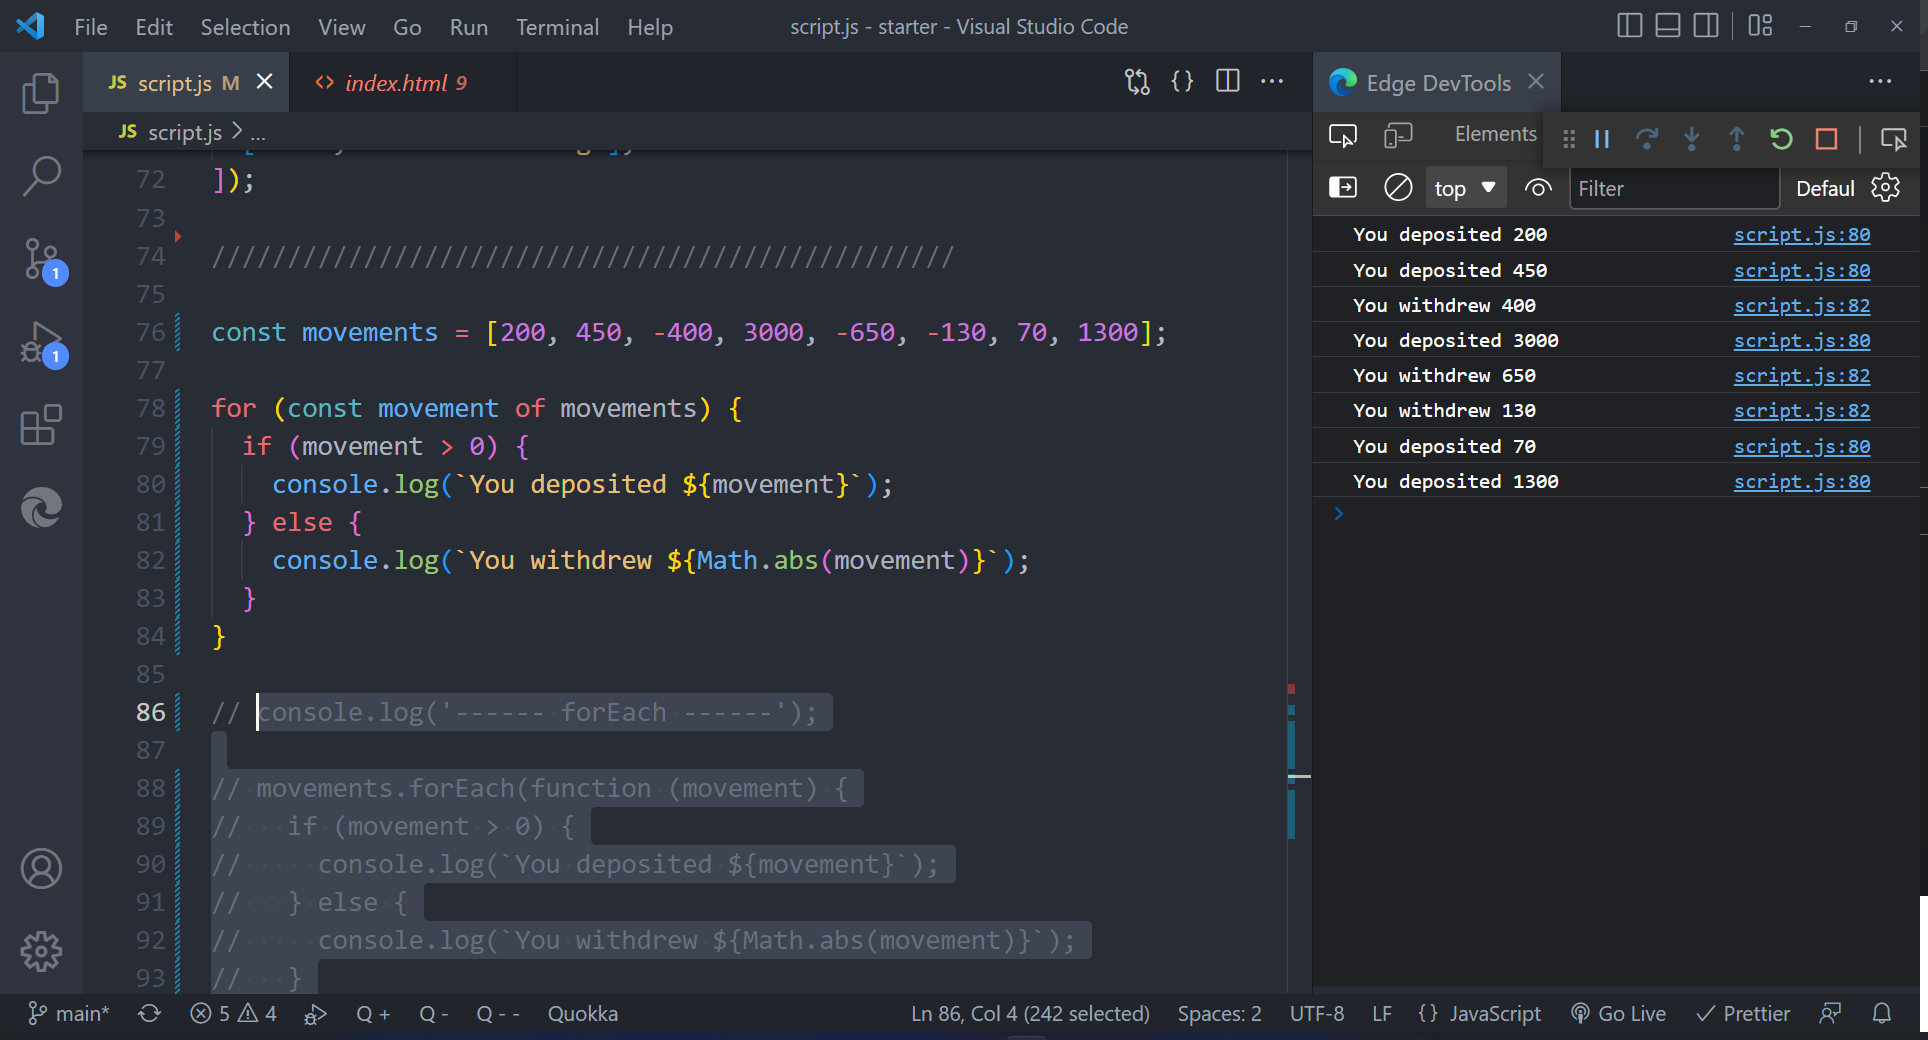 File Edit Selection View Go Run Terminal Help
script.js - starter - Visual Studio Code
JS script.js M
<> index.html 9
{}
JS script.js > ...
72 ]);
73
74 /////////////////////////////////////////////////
75
76 const movements = [200, 450, -400, 3000, -650, -130, 70, 1300];
77
78 for (const movement of movements) {
79 if (movement > 0) {
80 console.log(`You deposited ${movement}`);
81 } else {
82 console.log(`You withdrew ${Math.abs(movement)}`);
83 }
84 }
85
86 // console.log('------ forEach ------');
87
88 // movements.forEach(function (movement) {
89 // if (movement > 0) {
90 // console.log(`You deposited ${movement}`);
91 // } else {
92 // console.log(`You withdrew ${Math.abs(movement)}`);
93 // }
1
1
Edge DevTools
Elements
top Filter Defaul
You deposited 200 script.js:80
You deposited 450 script.js:80
You withdrew 400 script.js:82
You deposited 3000 script.js:80
You withdrew 650 script.js:82
You withdrew 130 script.js:82
You deposited 70 script.js:80
You deposited 1300 script.js:80
main* 5 4 Q + Q - Q - - Quokka Ln 86, Col 4 (242 selected) Spaces: 2 UTF-8 LF {} JavaScript Go Live Prettier